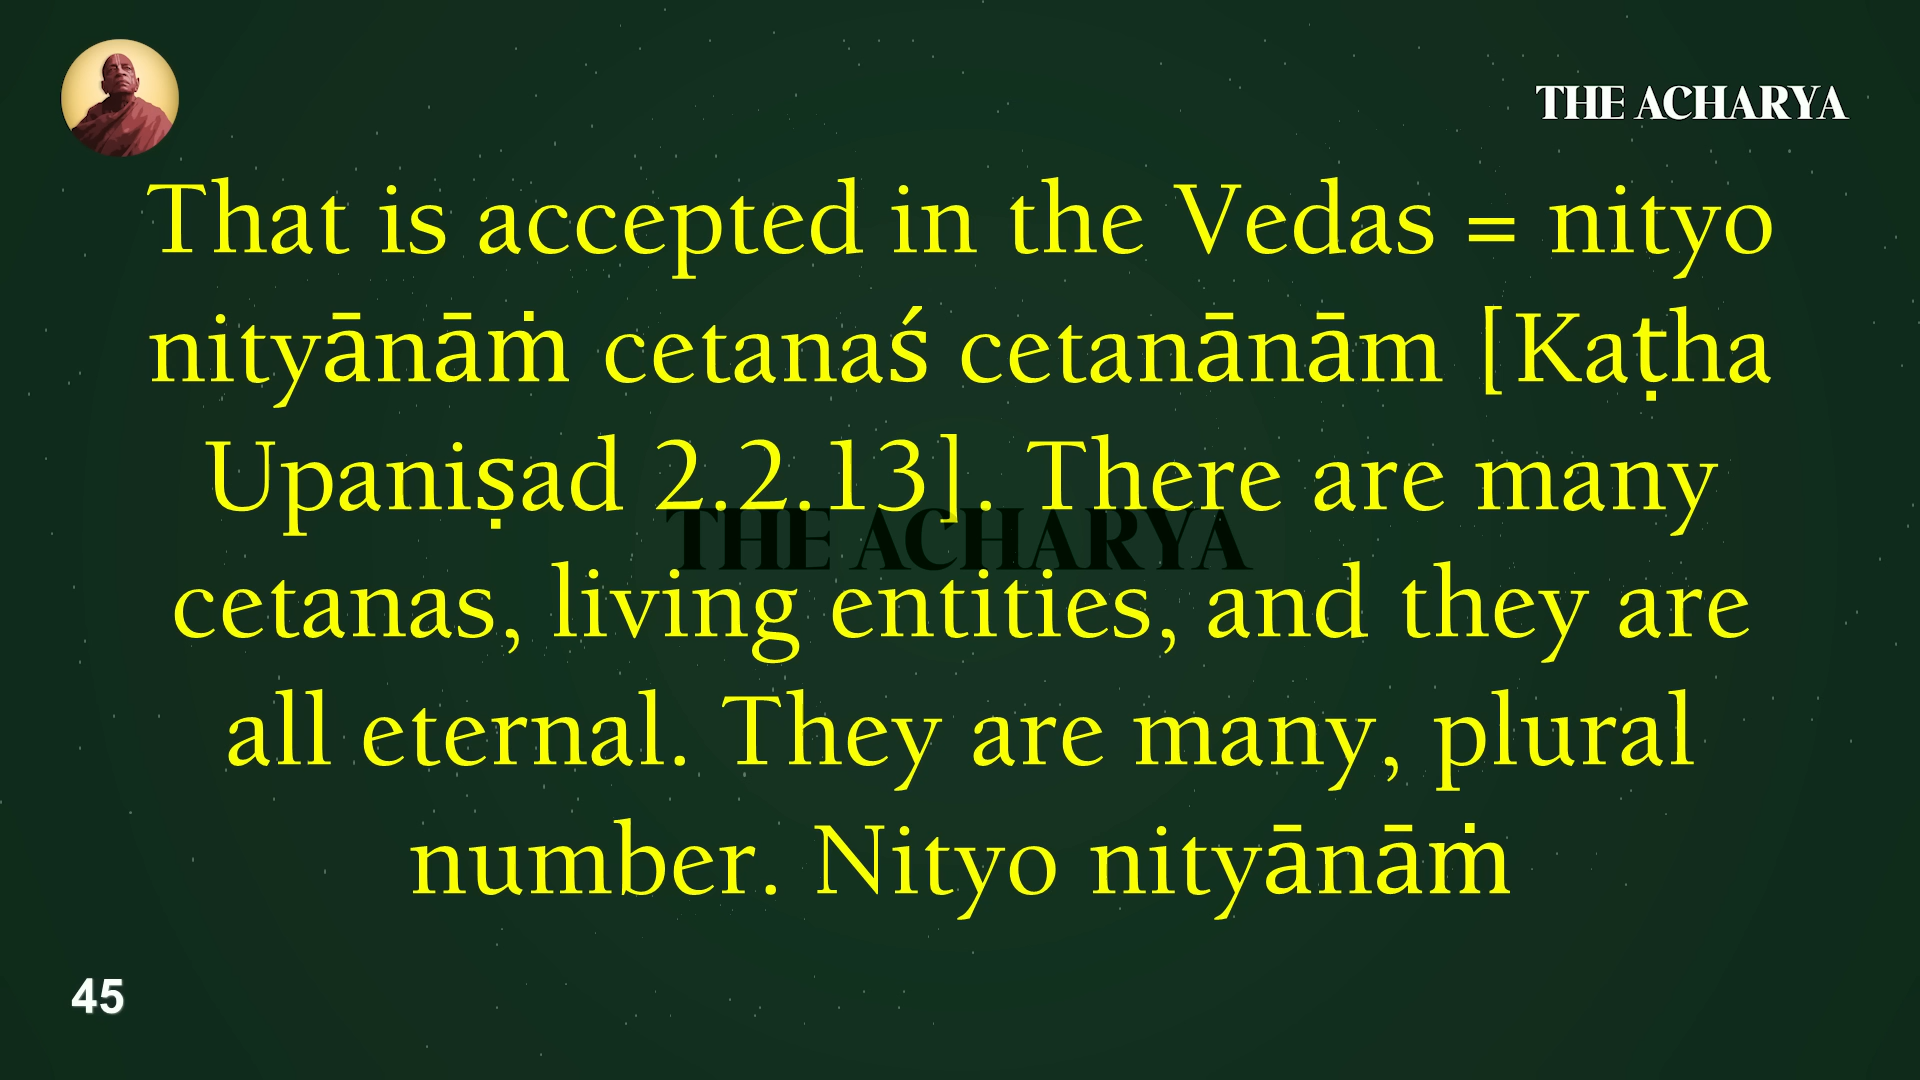 THE ACHARYA
That is accepted in the Vedas = nityo
nityānāṁ cetanaś cetanānām [Kaṭha
Upaniṣad 2.2.13]. There are many
THE ACHARYA
cetanas, living entities, and they are
all eternal. They are many, plural
number. Nityo nityānāṁ
45